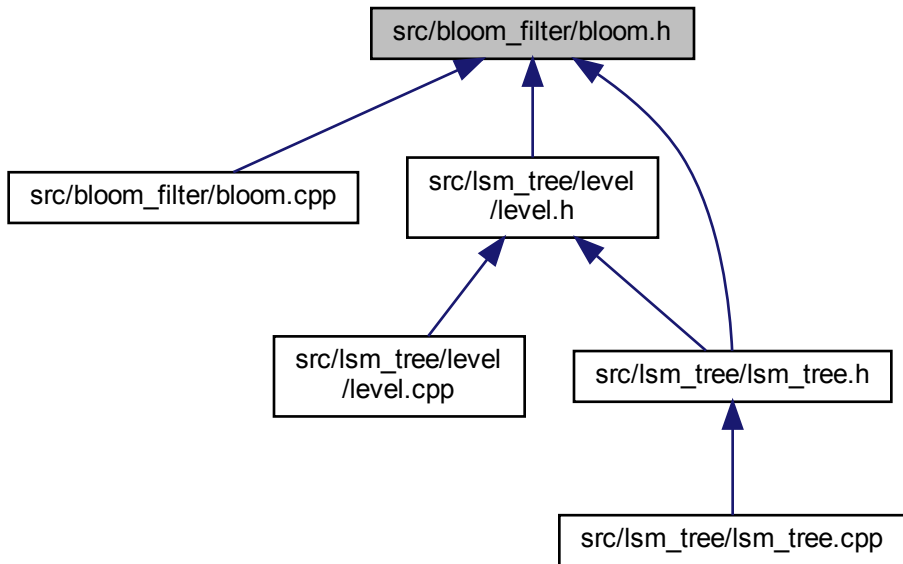 src/bloom_filter/bloom.h
src/bloom_filter/bloom.cpp
src/lsm_tree/level
/level.h
src/lsm_tree/level
/level.cpp
src/lsm_tree/lsm_tree.h
src/lsm_tree/lsm_tree.cpp